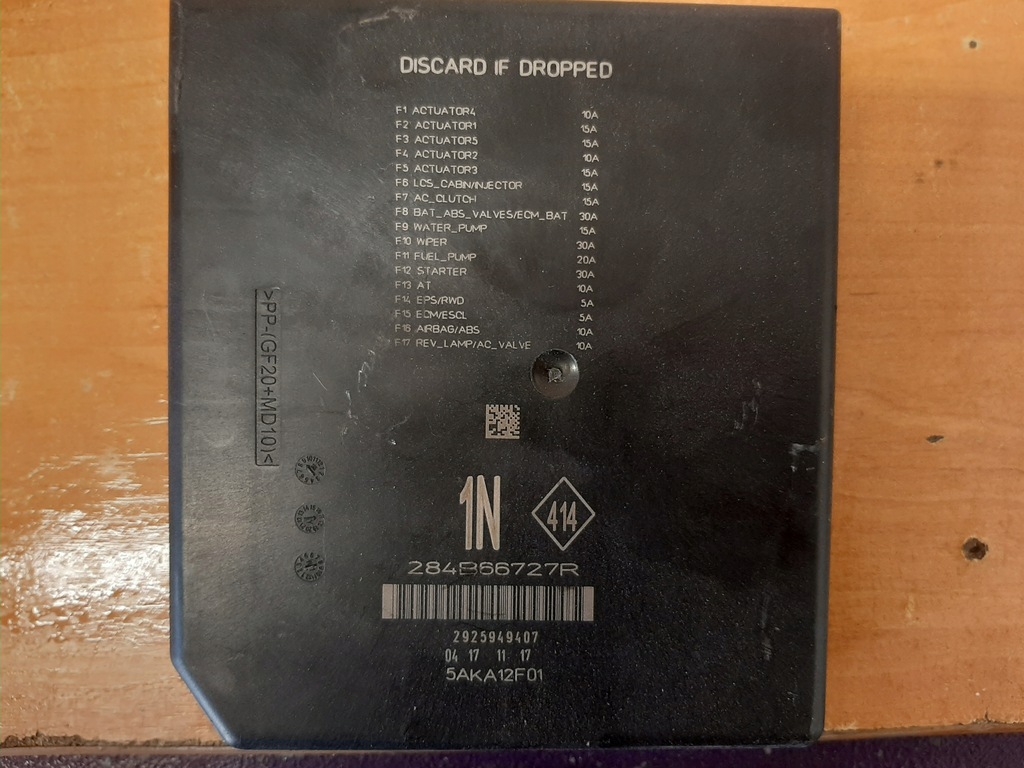 DISCARD IF DROPPED
F1 ACTUATOR4 10A
F2 ACTUATOR1 15A
F3 ACTUATOR5 15A
F4 ACTUATOR2 10A
F5 ACTUATOR3 15A
F6 LCS_CABIN/INJECTOR 15A
F7 AC_CLUTCH 15A
F8 BAT_ABS_VALVES/ECM_BAT 30A
F9 WATER_PUMP 15A
F10 WIPER 30A
F11 FUEL_PUMP 20A
F12 STARTER 30A
F13 AT 10A
F14 EPS/RWD 5A
F15 ECM/ESCL 5A
F16 AIRBAG/ABS 10A
F17 REV_LAMP/AC_VALVE 10A
>PP-(GF20+MD10)<
1N
414
284B66727R
2925949407
04 17 11 17
5AKA12F01